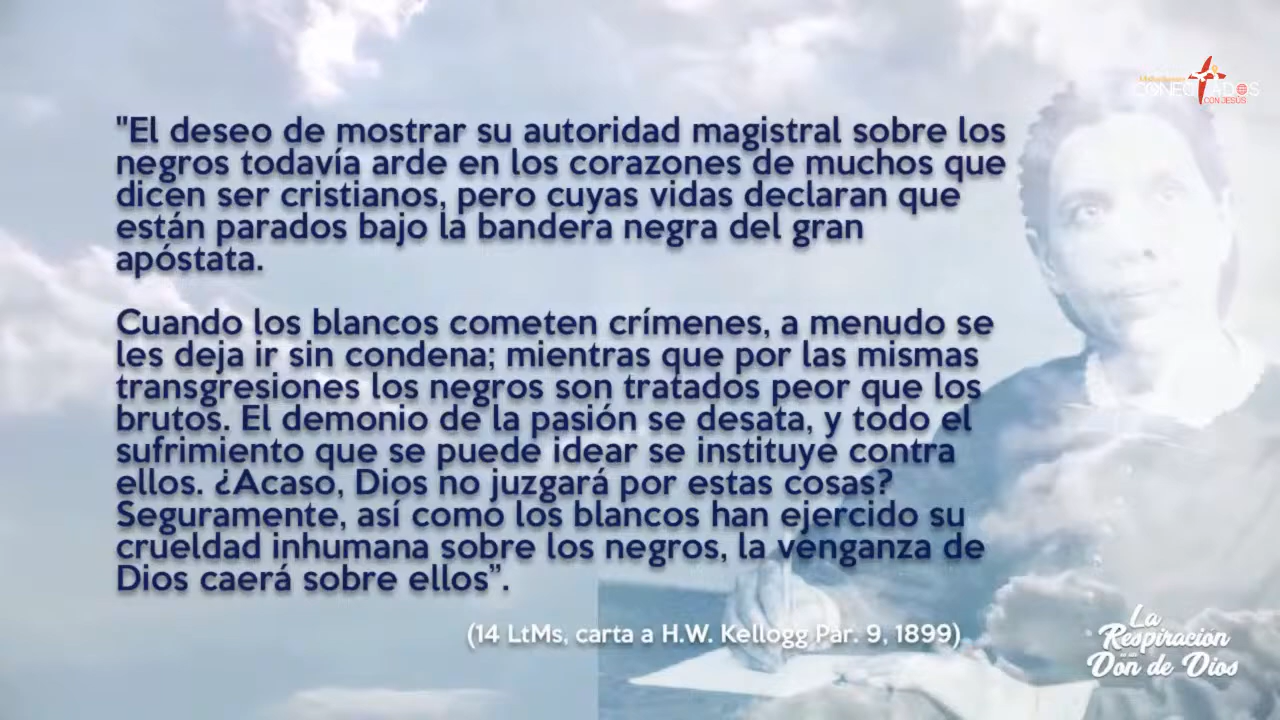 CONECTADOS
CON JESÚS
"El deseo de mostrar su autoridad magistral sobre los
negros todavía arde en los corazones de muchos que
dicen ser cristianos, pero cuyas vidas declaran que
están parados bajo la bandera negra del gran
apóstata.
Cuando los blancos cometen crímenes, a menudo se
les deja ir sin condena; mientras que por las mismas
transgresiones los negros son tratados peor que los
brutos. El demonio de la pasión se desata, y todo el
sufrimiento que se puede idear se instituye contra
ellos. ¿Acaso, Dios no juzgará por estas cosas?
Seguramente, así como los blancos han ejercido su
crueldad inhumana sobre los negros, la venganza de
Dios caerá sobre ellos”.
(14 LtMs, carta a H.W. Kellogg Par. 9, 1899)
La
Respiracion
Don de Dios